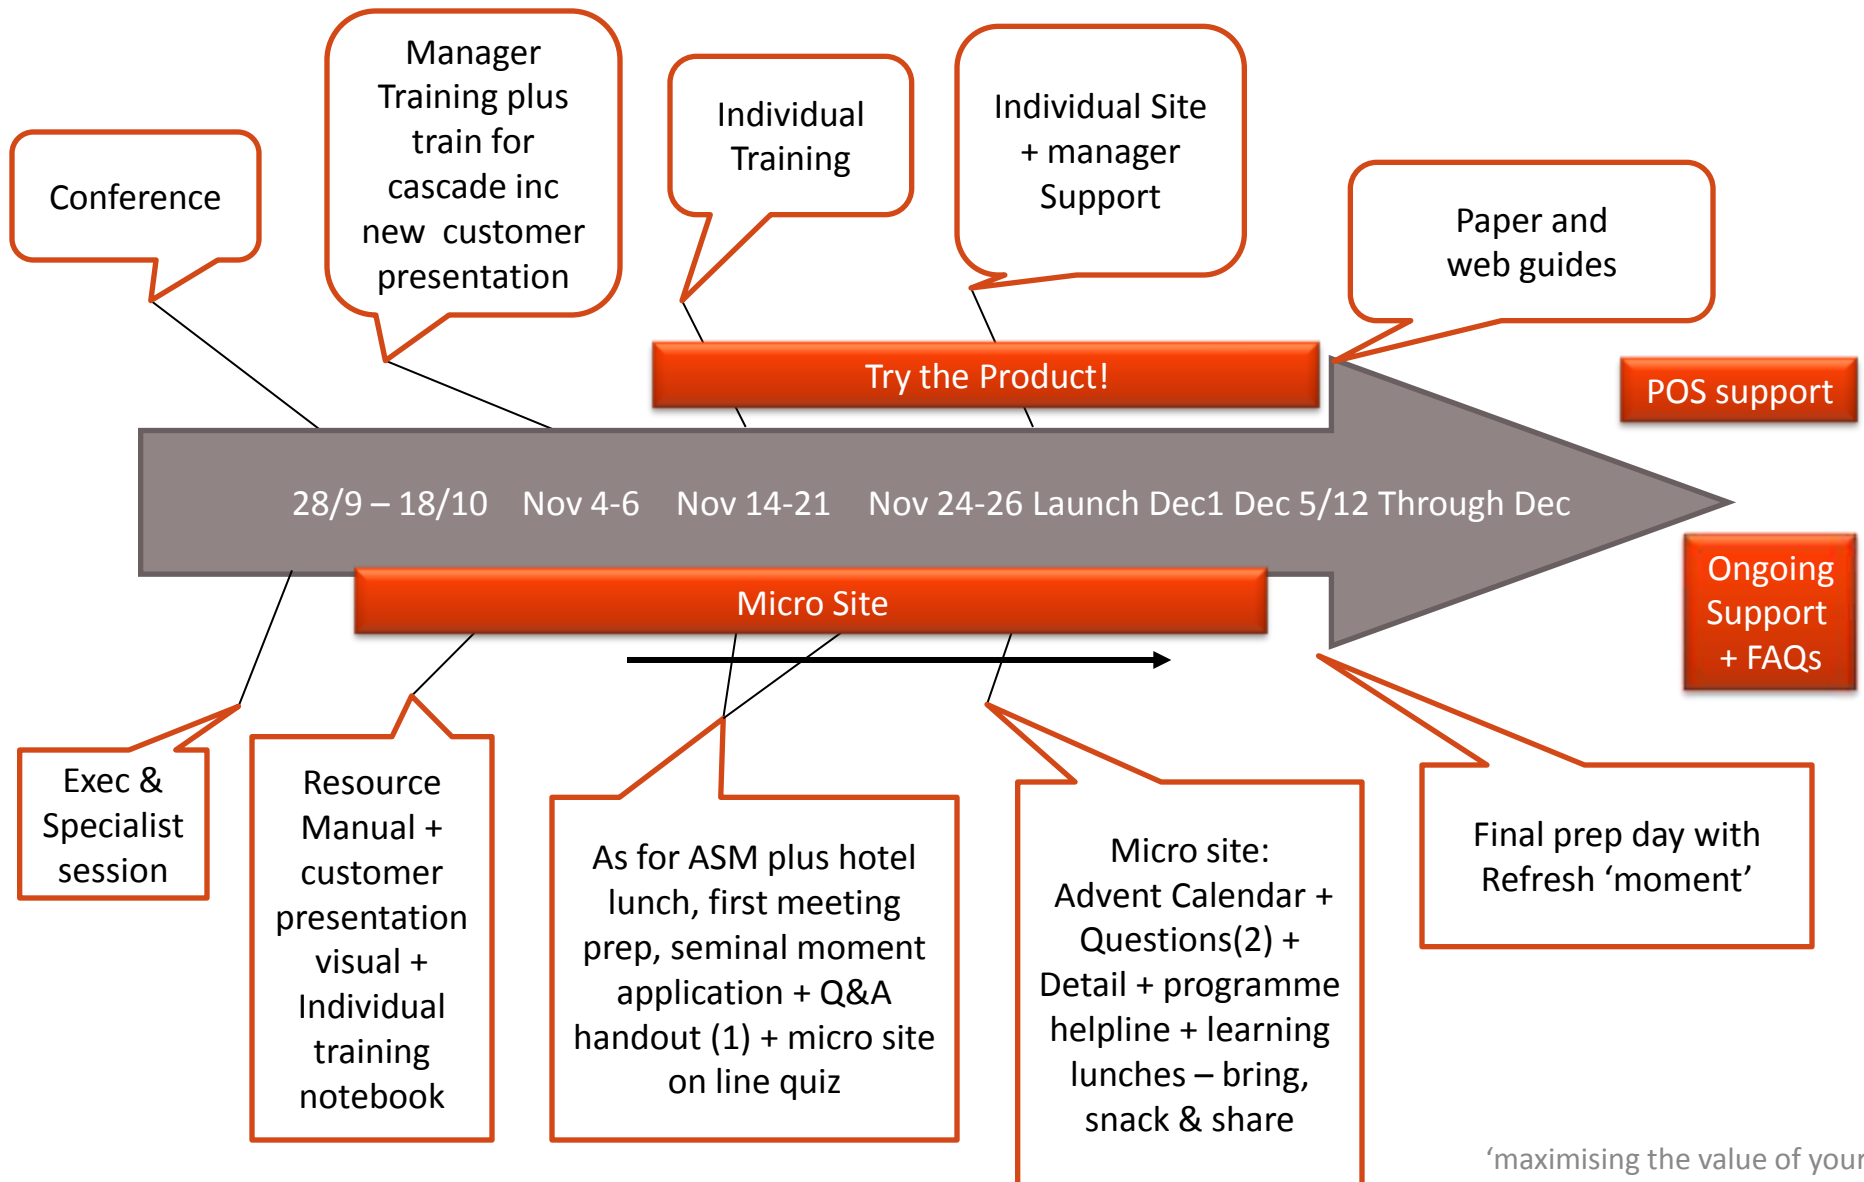 Conference
Manager
Training plus
train for
cascade inc
new  customer
presentation
Individual
Training
Individual Site
+ manager
Support
Paper and
web guides
Try the Product!
POS support
28/9 – 18/10    Nov 4-6    Nov 14-21    Nov 24-26 Launch Dec1 Dec 5/12 Through Dec
Micro Site
Ongoing
Support
+ FAQs
Exec &
Specialist
session
Resource
Manual +
customer
presentation
visual +
Individual
training
notebook
As for ASM plus hotel
lunch, first meeting
prep, seminal moment
application + Q&A
handout (1) + micro site
on line quiz
Micro site:
Advent Calendar +
Questions(2) +
Detail + programme
helpline + learning
lunches – bring,
snack & share
Final prep day with
Refresh ‘moment’
‘maximising the value of your